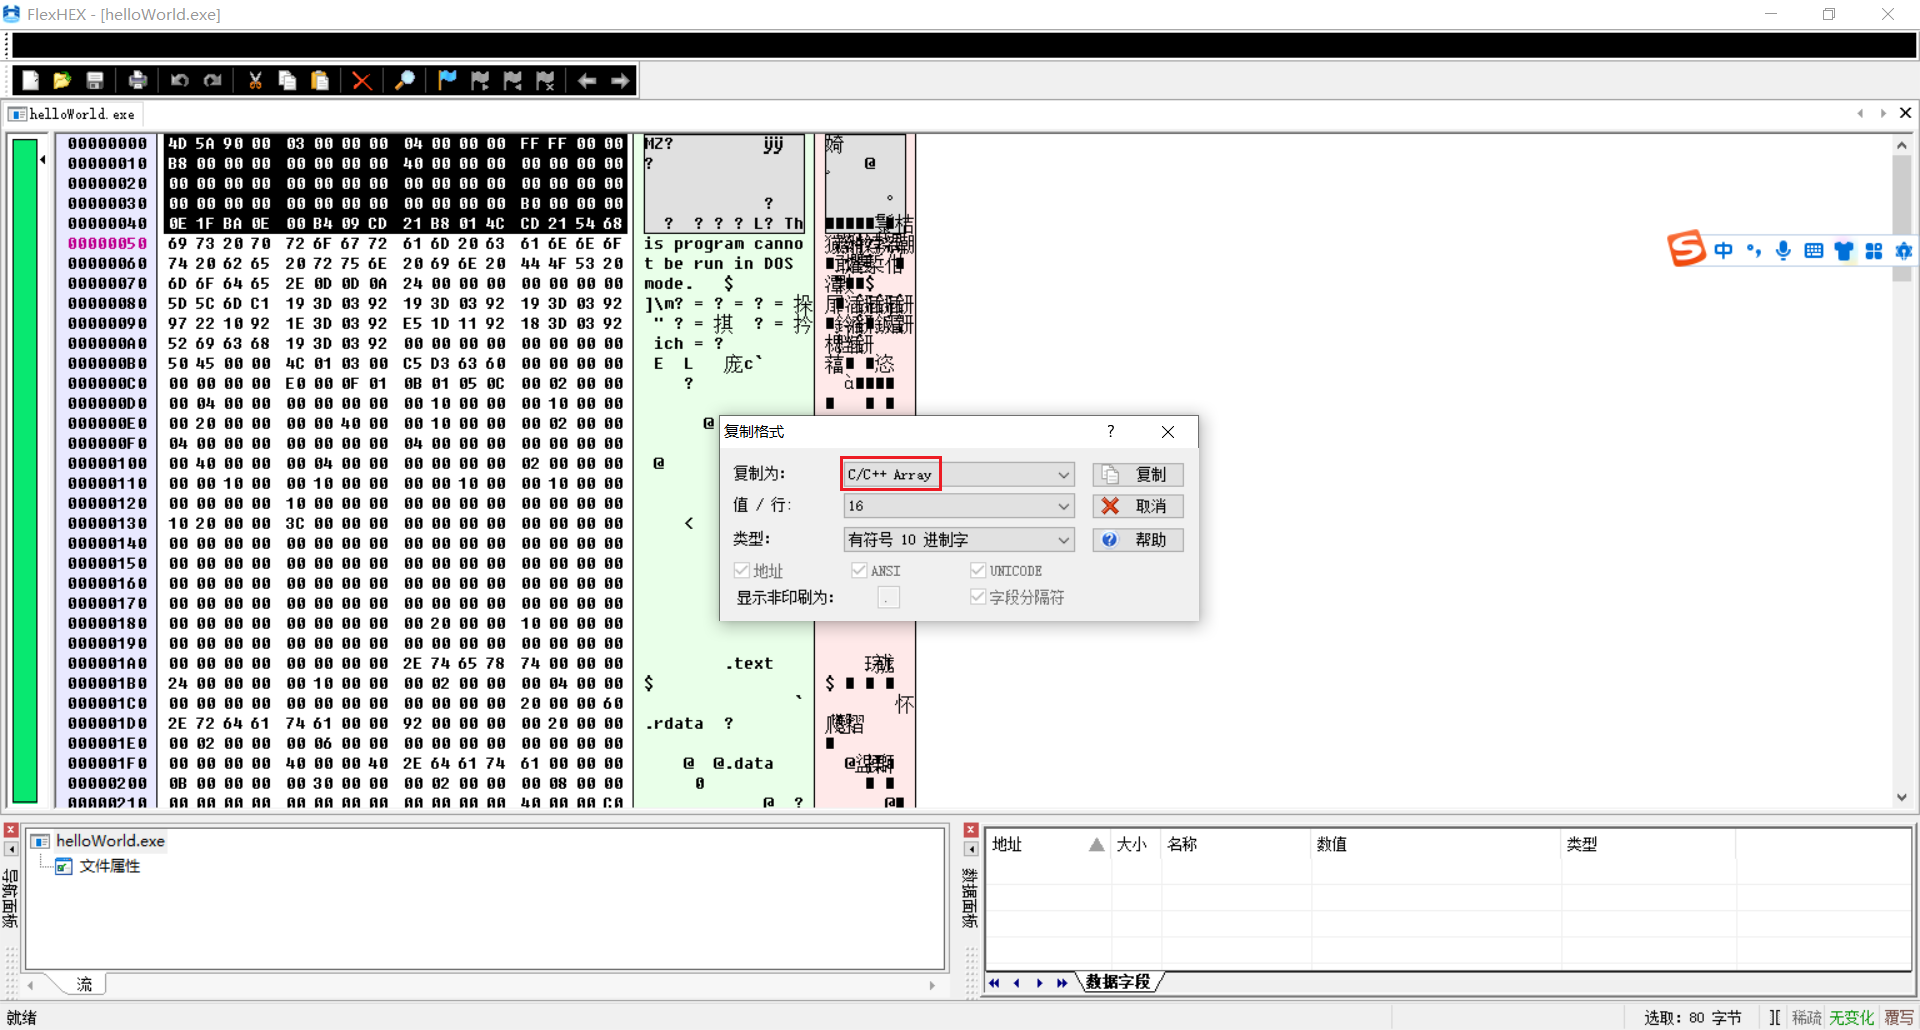 FlexHEX - [helloWorld.exe]
helloWorld.exe
00000000 4D 5A 90 00 03 00 00 00 04 00 00 00 FF FF 00 00 MZ? ÿÿ
00000010 B8 00 00 00 00 00 00 00 40 00 00 00 00 00 00 00 ? @
00000020 00 00 00 00 00 00 00 00 00 00 00 00 00 00 00 00
00000030 00 00 00 00 00 00 00 00 00 00 00 00 B0 00 00 00 ? °
00000040 0E 1F BA 0E 00 B4 09 CD 21 B8 01 4C CD 21 54 68 ? ? ? ? L? Th
00000050 69 73 20 70 72 6F 67 72 61 6D 20 63 61 6E 6E 6F is program canno
00000060 74 20 62 65 20 72 75 6E 20 69 6E 20 44 4F 53 20 t be run in DOS
00000070 6D 6F 64 65 2E 0D 0D 0A 24 00 00 00 00 00 00 00 mode. $ $
00000080 5D 5C 6D C1 19 3D 03 92 19 3D 03 92 19 3D 03 92 ]\m? = ? = ? =
00000090 97 22 10 92 1E 3D 03 92 E5 1D 11 92 18 3D 03 92 " ? = ? =
000000A0 52 69 63 68 19 3D 03 92 00 00 00 00 00 00 00 00 ich = ?
000000B0 50 45 00 00 4C 01 03 00 C5 D3 63 60 00 00 00 00 E L 庞c`
000000C0 00 00 00 00 E0 00 0F 01 0B 01 05 0C 00 02 00 00 ? à
000000D0 00 04 00 00 00 00 00 00 00 10 00 00 00 10 00 00
000000E0 00 20 00 00 00 00 40 00 00 10 00 00 00 02 00 00 @
000000F0 04 00 00 00 00 00 00 00 04 00 00 00 00 00 00 00
00000100 00 40 00 00 00 04 00 00 00 00 00 00 02 00 00 00 @
00000110 00 00 10 00 00 10 00 00 00 00 10 00 00 10 00 00
00000120 00 00 00 00 10 00 00 00 00 00 00 00 00 00 00 00
00000130 10 20 00 00 3C 00 00 00 00 00 00 00 00 00 00 00 <
00000140 00 00 00 00 00 00 00 00 00 00 00 00 00 00 00 00
00000150 00 00 00 00 00 00 00 00 00 00 00 00 00 00 00 00
00000160 00 00 00 00 00 00 00 00 00 00 00 00 00 00 00 00
00000170 00 00 00 00 00 00 00 00 00 00 00 00 00 00 00 00
00000180 00 00 00 00 00 00 00 00 00 20 00 00 10 00 00 00
00000190 00 00 00 00 00 00 00 00 00 00 00 00 00 00 00 00
000001A0 00 00 00 00 00 00 00 00 2E 74 65 78 74 00 00 00 .text
000001B0 24 00 00 00 00 10 00 00 00 02 00 00 00 04 00 00 $ $
000001C0 00 00 00 00 00 00 00 00 00 00 00 00 20 00 00 60 ` 怀
000001D0 2E 72 64 61 74 61 00 00 92 00 00 00 00 20 00 00 .rdata ?
000001E0 00 02 00 00 00 06 00 00 00 00 00 00 00 00 00 00
000001F0 00 00 00 00 40 00 00 40 2E 64 61 74 61 00 00 00 @ @.data
00000200 0B 00 00 00 00 30 00 00 00 02 00 00 00 08 00 00 0
00000210 00 00 00 00 00 00 00 00 00 00 00 00 40 00 00 C0 @ ? @
复制格式 ?
复制为: C/C++ Array 复制
值 / 行: 16 取消
类型: 有符号 10 进制字 帮助
地址 ANSI UNICODE
显示非印刷为: . 字段分隔符
中
helloWorld.exe
文件属性
导航面板
流
数据面板
地址 大小 名称 数值 类型
数据字段
就绪
选取: 80 字节 ][ 稀疏 无变化 覆写